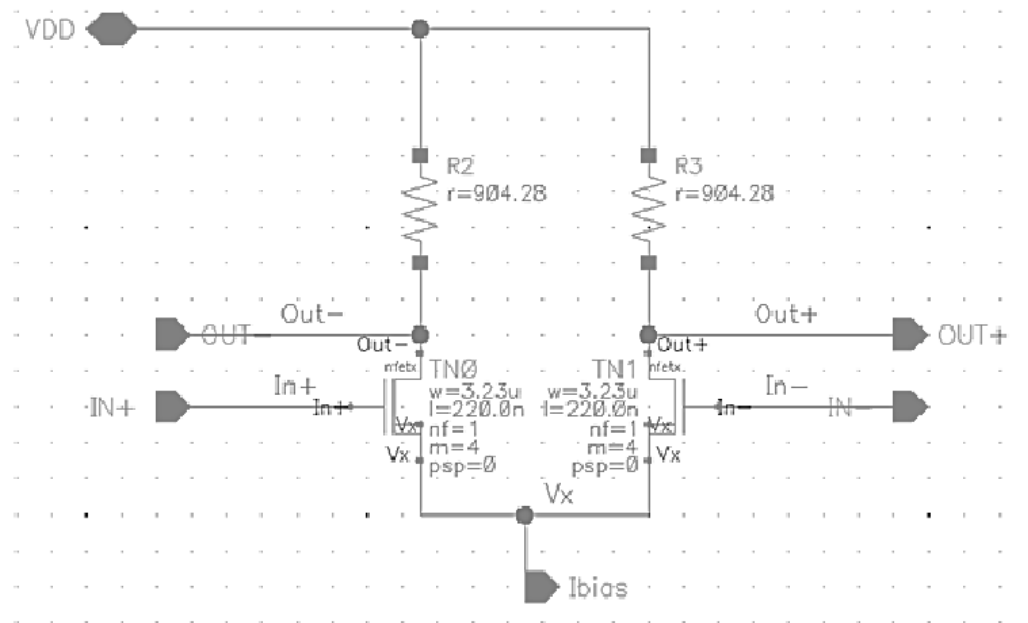 VDD
R2
r=904.28
R3
r=904.28
Out-
Out+
OUT-
OUT+
Out-
Out+
nfetx
TN0
TN1
nfetx
w=3.23u
w=3.23u
In+
In-
l=220.0n
l=220.0n
IN+
In+
In-
IN-
nf=1
nf=1
Vx
Vx
m=4
m=4
Vx
Vx
psp=0
psp=0
Vx
Ibias